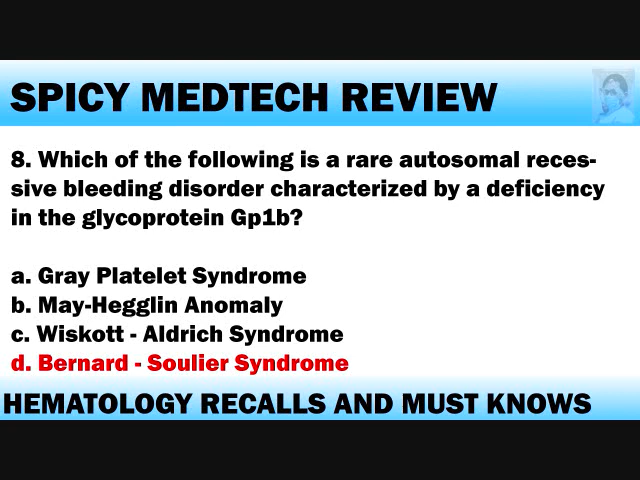 SPICY MEDTECH REVIEW
8. Which of the following is a rare autosomal reces-
sive bleeding disorder characterized by a deficiency
in the glycoprotein Gp1b?
a. Gray Platelet Syndrome
b. May-Hegglin Anomaly
c. Wiskott - Aldrich Syndrome
d. Bernard - Soulier Syndrome
HEMATOLOGY RECALLS AND MUST KNOWS